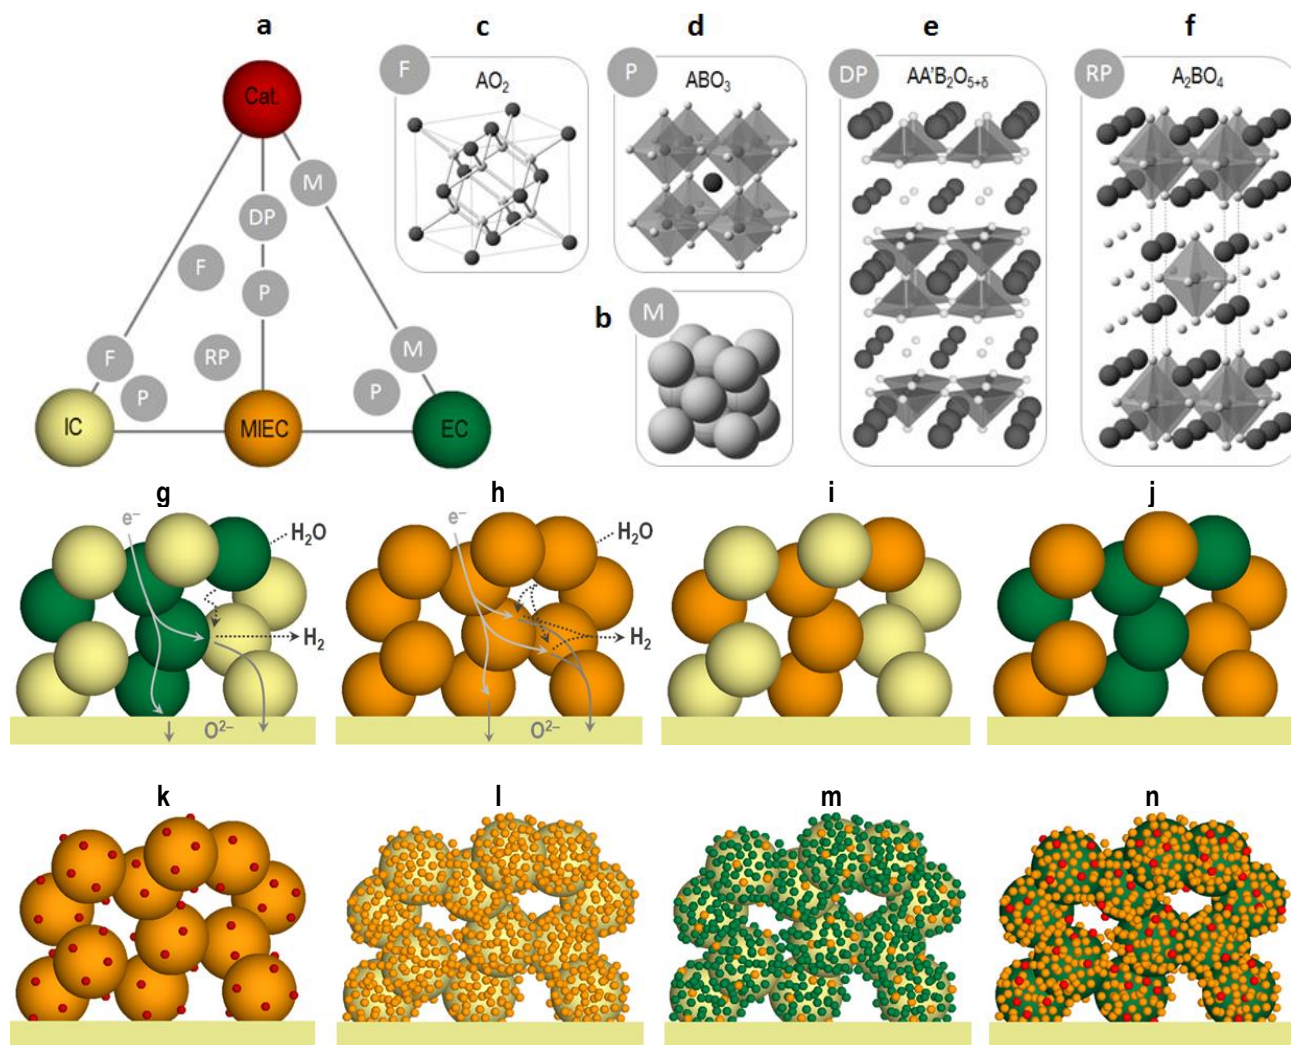 a
c
d
e
f
F
AO₂
P
ABO₃
DP
AA'B₂O₅₊δ
RP
A₂BO₄
Cat.
M
DP
F
P
b
M
F
RP
M
P
P
IC
MIEC
EC
g
h
i
j
e⁻
H₂O
H₂
O²⁻
e⁻
H₂O
H₂
O²⁻
k
l
m
n